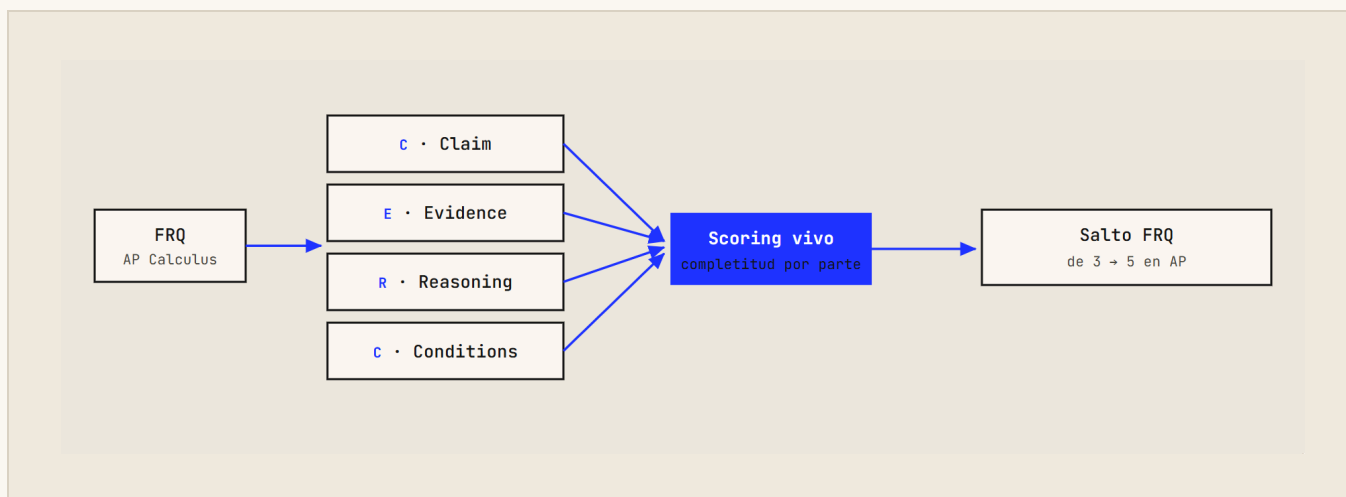 FRQ
AP Calculus
C · Claim
E · Evidence
R · Reasoning
C · Conditions
Scoring vivo
completitud por parte
Salto FRQ
de 3 → 5 en AP